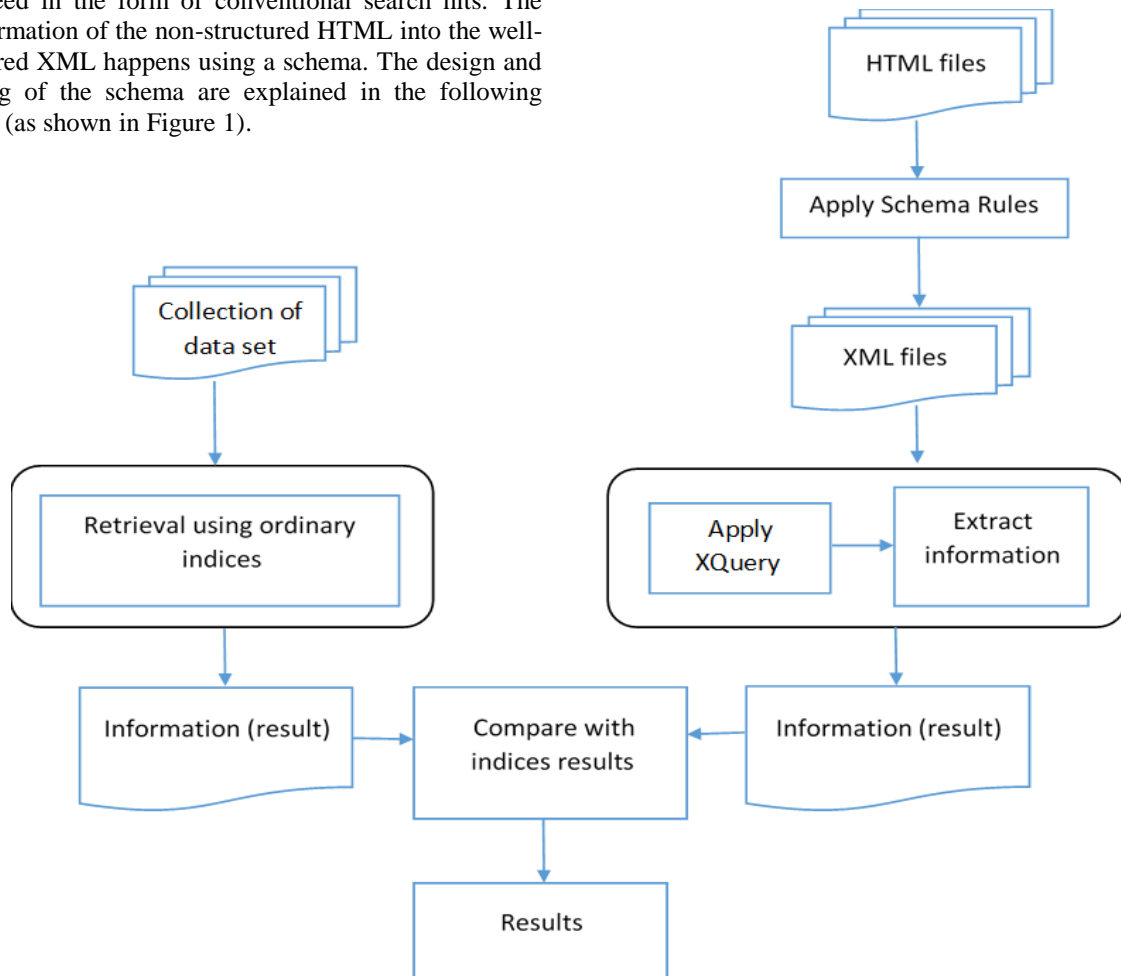 eed in the form of conventional search hits. The
rmation of the non-structured HTML into the well-
red XML happens using a schema. The design and
g of the schema are explained in the following
(as shown in Figure 1).
HTML files
Apply Schema Rules
XML files
Collection of
data set
Retrieval using ordinary
indices
Apply
XQuery
Extract
information
Information (result)
Compare with
indices results
Information (result)
Results